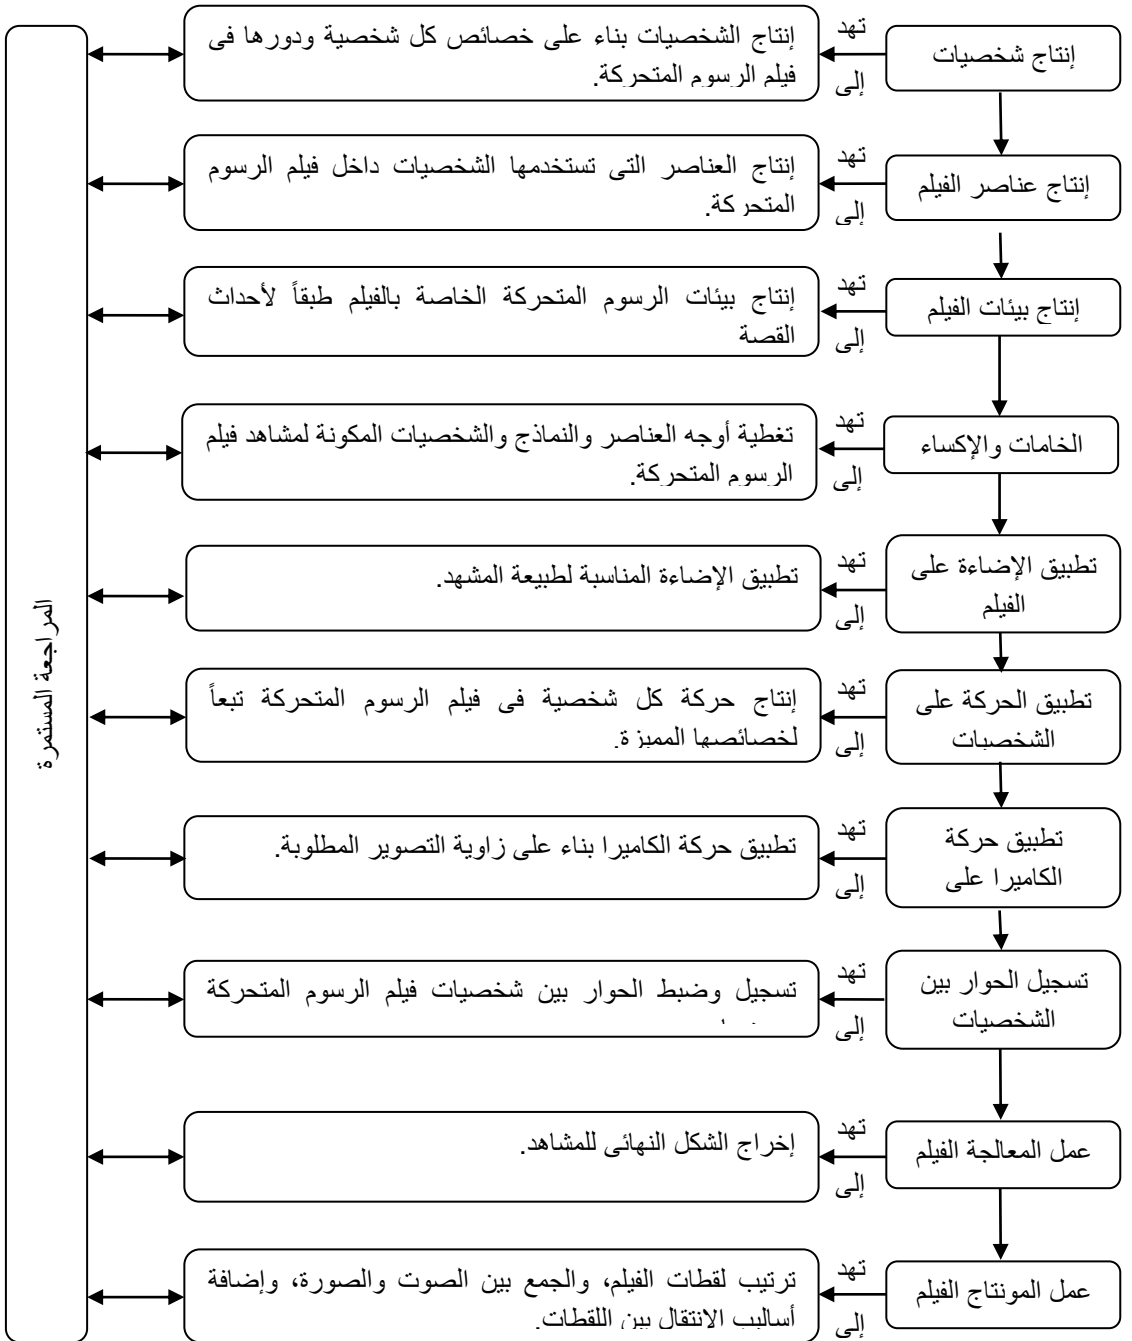 إنتاج شخصيات
تهد
إلى
إنتاج الشخصيات بناء على خصائص كل شخصية ودورها فى
فيلم الرسوم المتحركة.
إنتاج عناصر الفيلم
تهد
إلى
إنتاج العناصر التى تستخدمها الشخصيات داخل فيلم الرسوم
المتحركة.
إنتاج بيئات الفيلم
تهد
إلى
إنتاج بيئات الرسوم المتحركة الخاصة بالفيلم طبقاً لأحداث
القصة
الخامات والإكساء
تهد
إلى
تغطية أوجه العناصر والنماذج والشخصيات المكونة لمشاهد فيلم
الرسوم المتحركة.
تطبيق الإضاءة على
الفيلم
تهد
إلى
تطبيق الإضاءة المناسبة لطبيعة المشهد.
تطبيق الحركة على
الشخصيات
تهد
إلى
إنتاج حركة كل شخصية فى فيلم الرسوم المتحركة تبعاً
لخصائصها المميزة.
تطبيق حركة
الكاميرا على
تهد
إلى
تطبيق حركة الكاميرا بناء على زاوية التصوير المطلوبة.
تسجيل الحوار بين
الشخصيات
تهد
إلى
تسجيل وضبط الحوار بين شخصيات فيلم الرسوم المتحركة
عمل المعالجة الفيلم
تهد
إلى
إخراج الشكل النهائى للمشاهد.
عمل المونتاج الفيلم
تهد
إلى
ترتيب لقطات الفيلم، والجمع بين الصوت والصورة، وإضافة
أساليب الانتقال بين اللقطات.
المراجعة المستمرة